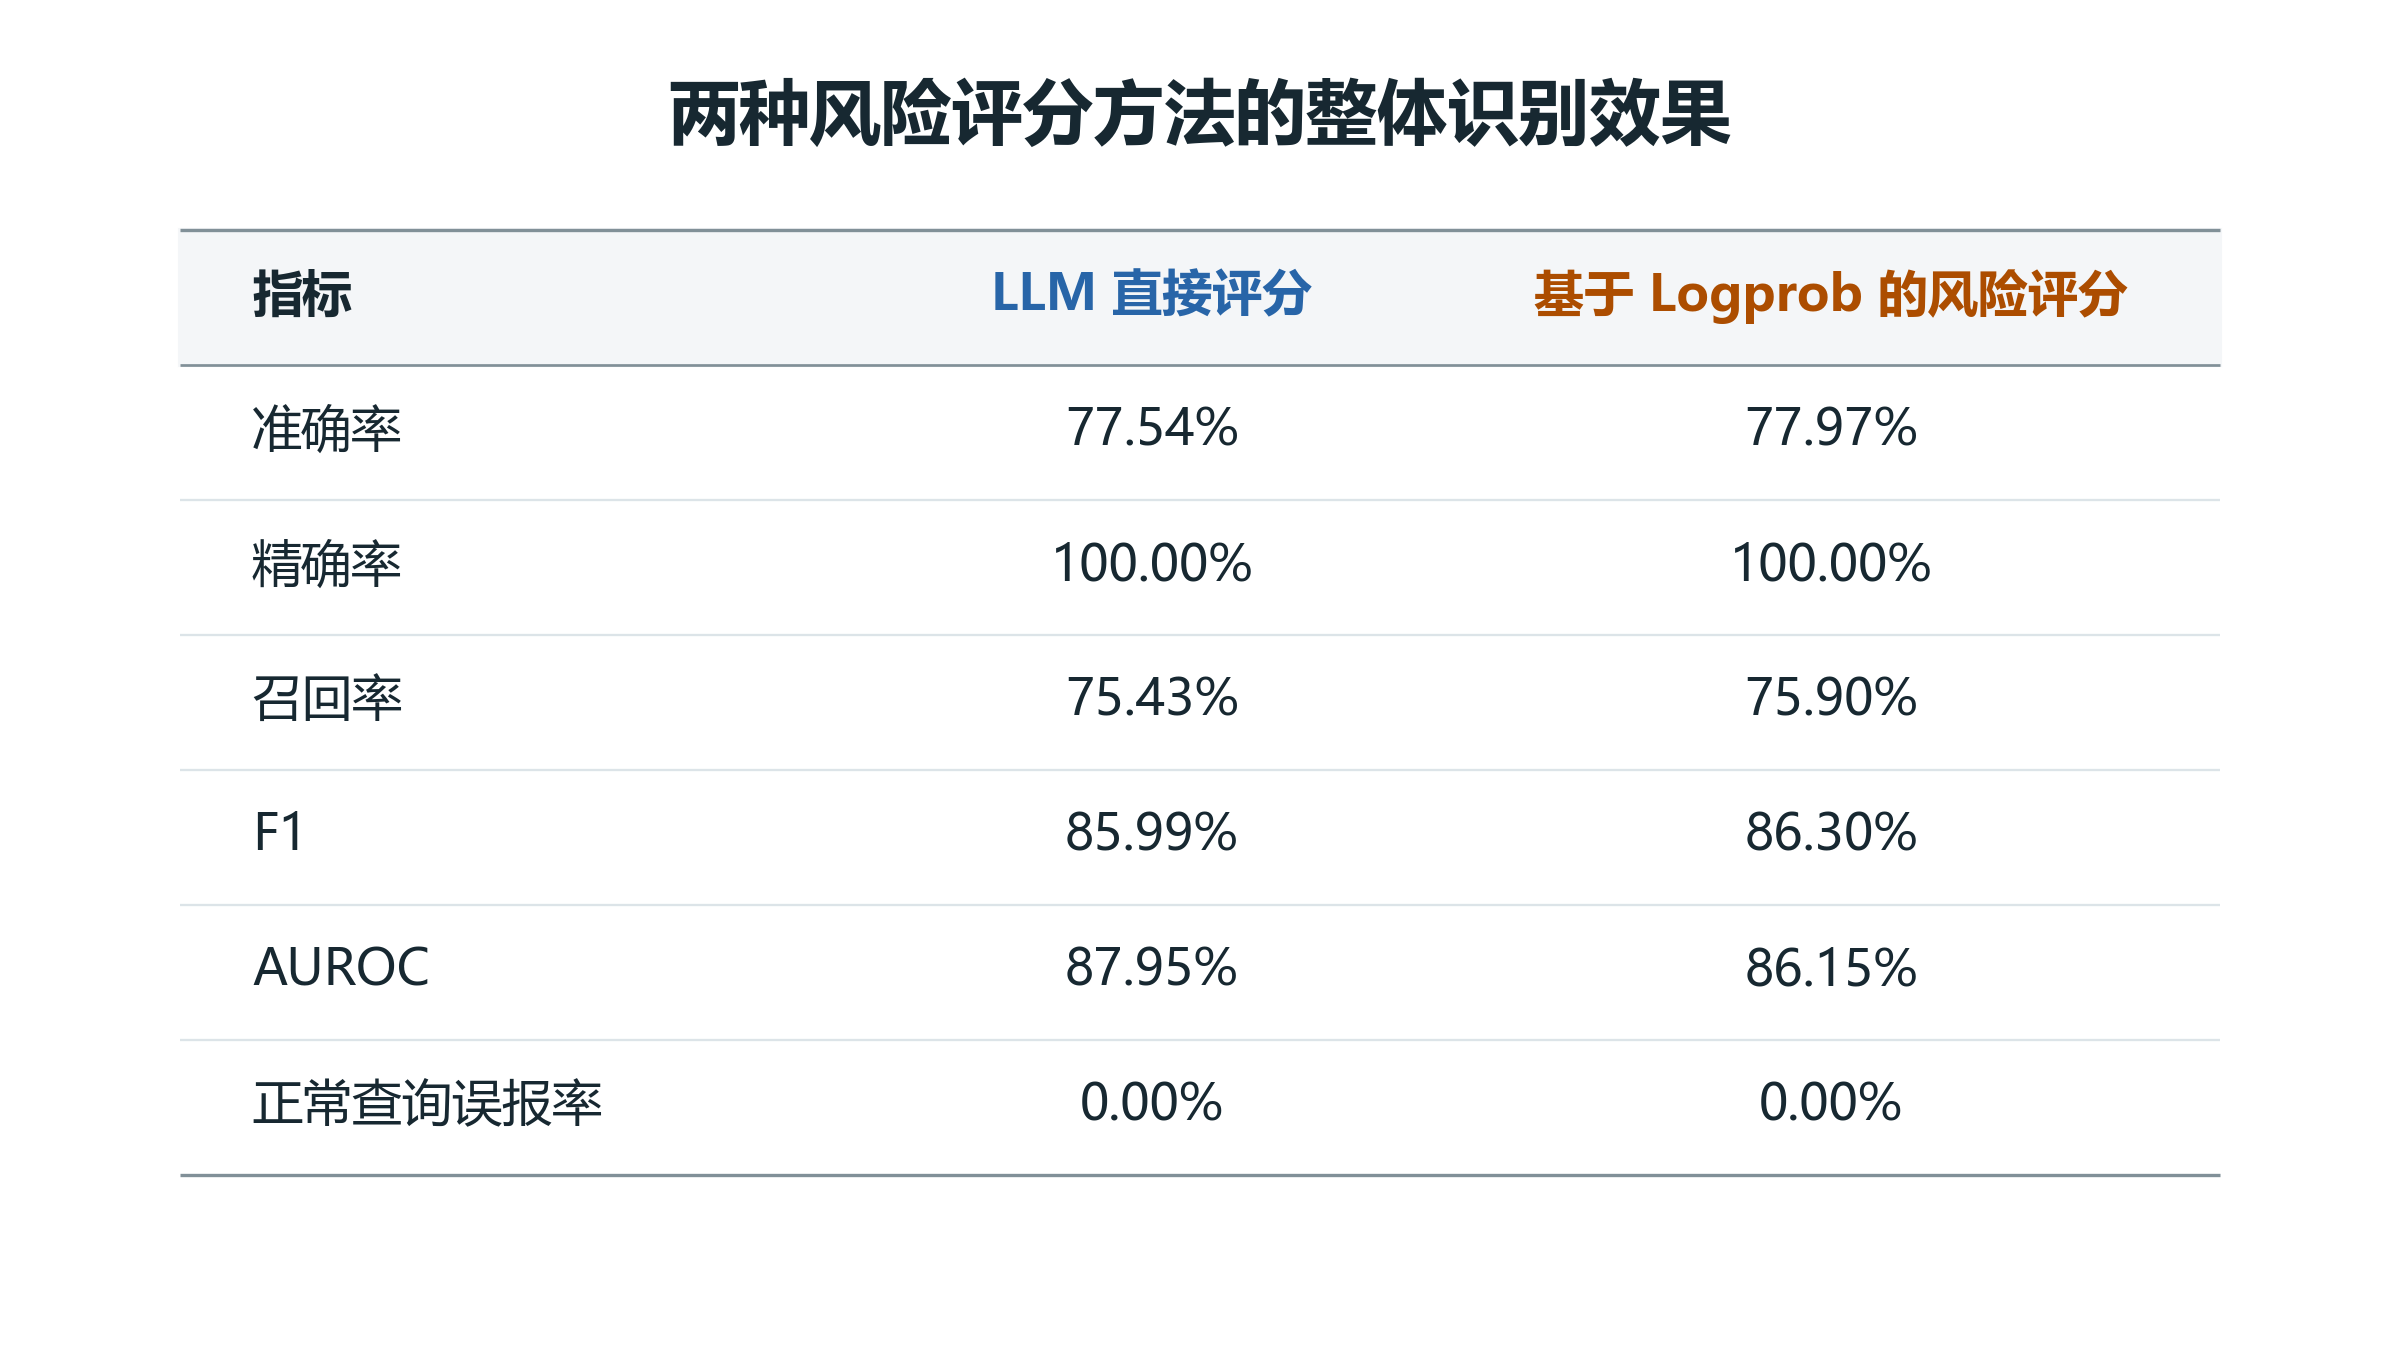 两种风险评分方法的整体识别效果
指标 LLM 直接评分 基于 Logprob 的风险评分
准确率 77.54% 77.97%
精确率 100.00% 100.00%
召回率 75.43% 75.90%
F1 85.99% 86.30%
AUROC 87.95% 86.15%
正常查询误报率 0.00% 0.00%